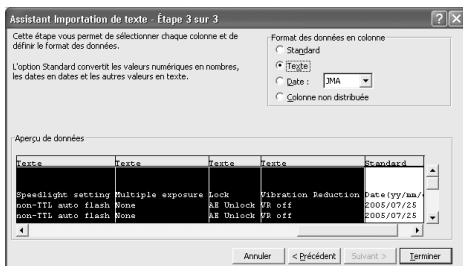 Assistant Importation de texte - Étape 3 sur 3
Cette étape vous permet de sélectionner chaque colonne et de
définir le format des données.
L'option Standard convertit les valeurs numériques en nombres,
les dates en dates et les autres valeurs en texte.
Format des données en colonne
Standard
Texte
Date : JMA
Colonne non distribuée
Aperçu de données
Texte Texte Texte Texte Standard
Speedlight setting Multiple exposure Lock Vibration Reduction Date(yy/mm/
non-TTL auto flash None AE Unlock VR off 2005/07/25
non-TTL auto flash None AE Unlock VR off 2005/07/25
Annuler < Précédent Suivant > Terminer